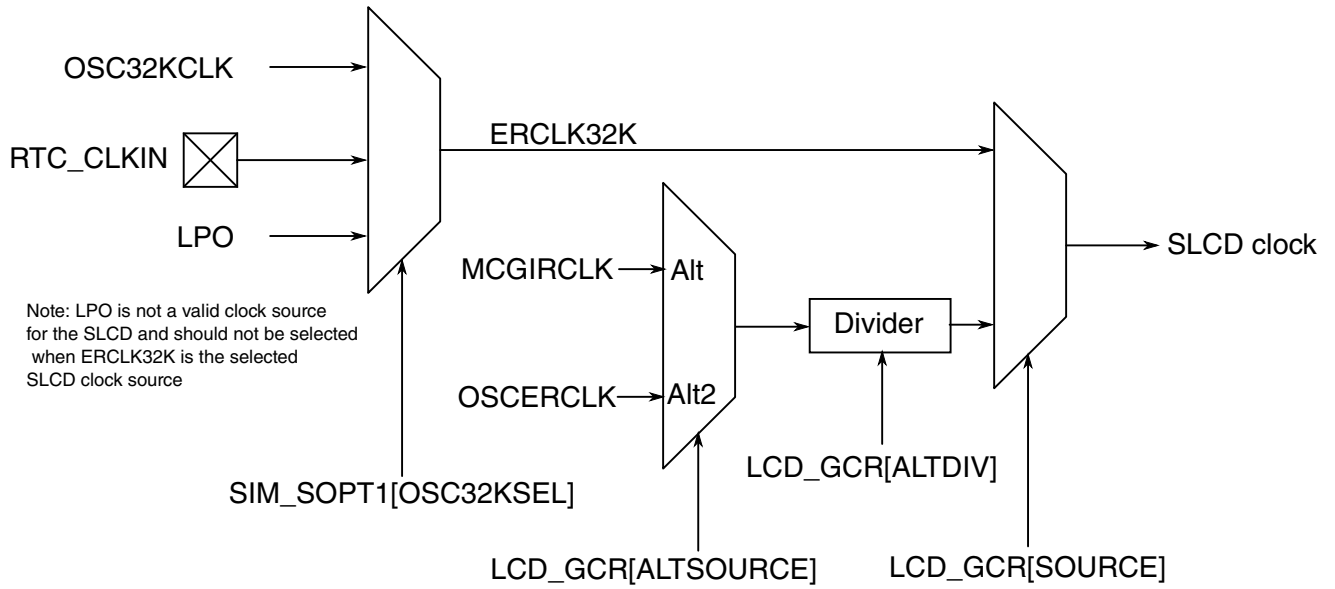 OSC32KCLK
RTC_CLKIN
LPO
ERCLK32K
SLCD clock
MCGIRCLK
Alt
Divider
OSCERCLK
Alt2
Note: LPO is not a valid clock source
for the SLCD and should not be selected
when ERCLK32K is the selected
SLCD clock source
SIM_SOPT1[OSC32KSEL]
LCD_GCR[ALTDIV]
LCD_GCR[ALTSOURCE]
LCD_GCR[SOURCE]